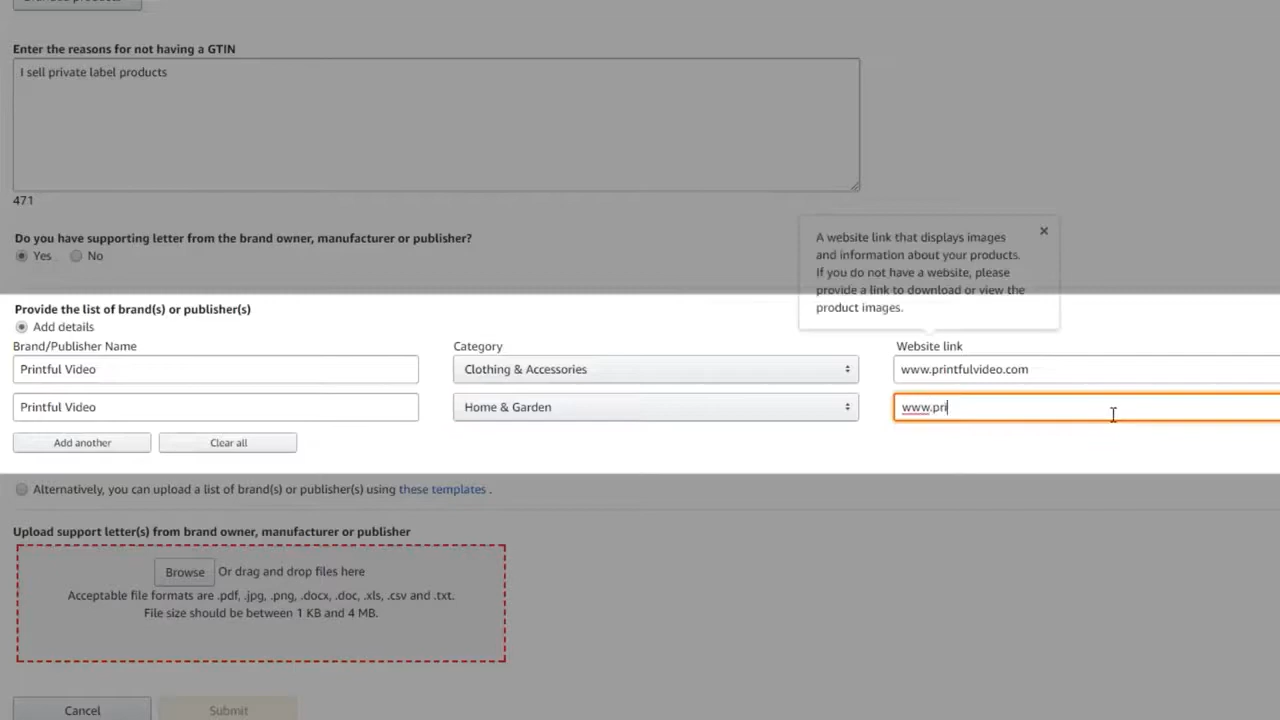 Enter the reasons for not having a GTIN
I sell private label products
471
Do you have supporting letter from the brand owner, manufacturer or publisher?
Yes No
A website link that displays images
and information about your products.
If you do not have a website, please
provide a link to download or view the
product images.
Provide the list of brand(s) or publisher(s)
Add details
Brand/Publisher Name Category Website link
Printful Video Clothing & Accessories www.printfulvideo.com
Printful Video Home & Garden www.pri
Add another Clear all
Alternatively, you can upload a list of brand(s) or publisher(s) using these templates .
Upload support letter(s) from brand owner, manufacturer or publisher
Browse Or drag and drop files here
Acceptable file formats are .pdf, .jpg, .png, .docx, .doc, .xls, .csv and .txt.
File size should be between 1 KB and 4 MB.
Cancel Submit